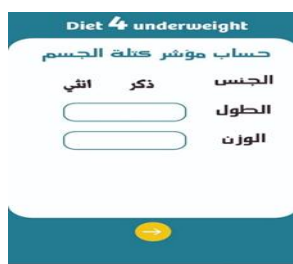 Diet 4 underweight
حساب مؤشر كتلة الجسم
الجنس ذكر انثي
الطول
الوزن